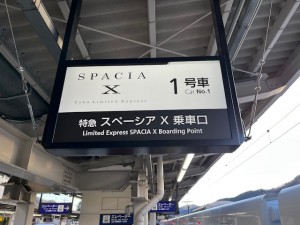 SPACIA
X
Tobu Limited Express
1号車
Car No.1
特急 スペーシア X 乗車口
Limited Express SPACIA X Boarding Point